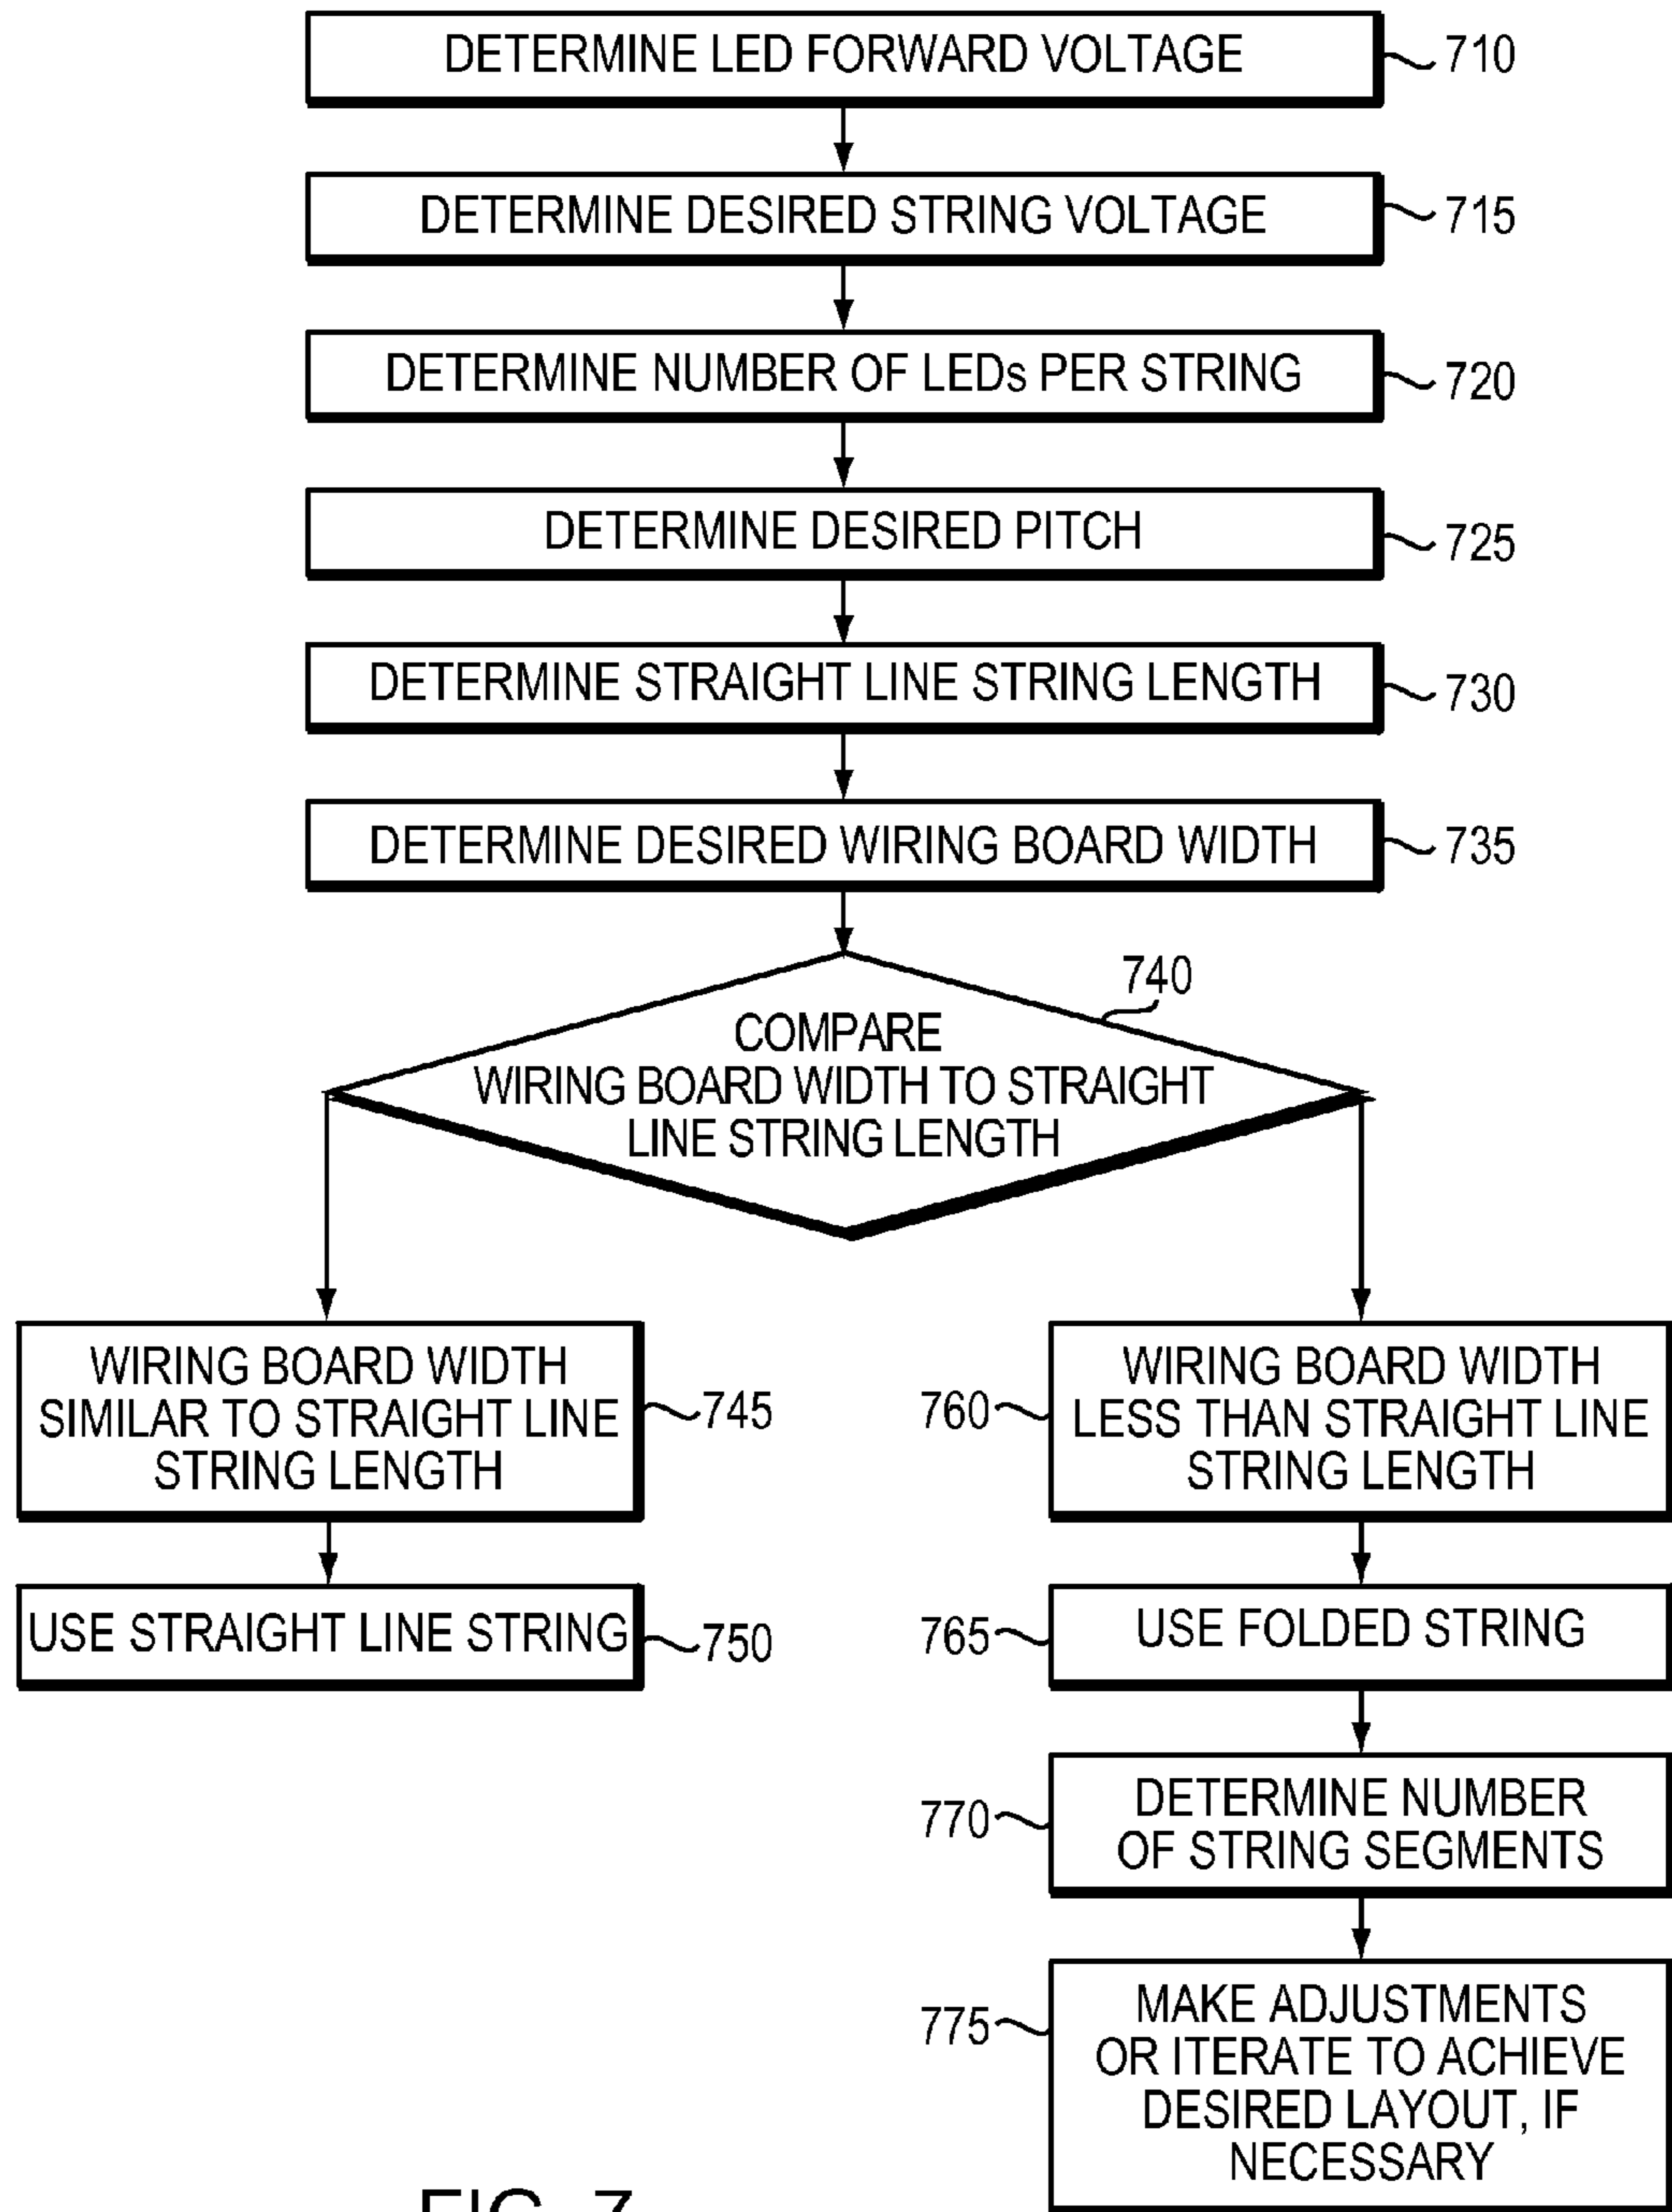 DETERMINE LED FORWARD VOLTAGE
710
DETERMINE DESIRED STRING VOLTAGE
715
DETERMINE NUMBER OF LEDs PER STRING
720
DETERMINE DESIRED PITCH
725
DETERMINE STRAIGHT LINE STRING LENGTH
730
DETERMINE DESIRED WIRING BOARD WIDTH
735
740
COMPARE
WIRING BOARD WIDTH TO STRAIGHT
LINE STRING LENGTH
WIRING BOARD WIDTH
SIMILAR TO STRAIGHT LINE
STRING LENGTH
745
USE STRAIGHT LINE STRING
750
760
WIRING BOARD WIDTH
LESS THAN STRAIGHT LINE
STRING LENGTH
765
USE FOLDED STRING
770
DETERMINE NUMBER
OF STRING SEGMENTS
775
MAKE ADJUSTMENTS
OR ITERATE TO ACHIEVE
DESIRED LAYOUT, IF
NECESSARY
FIG. 7